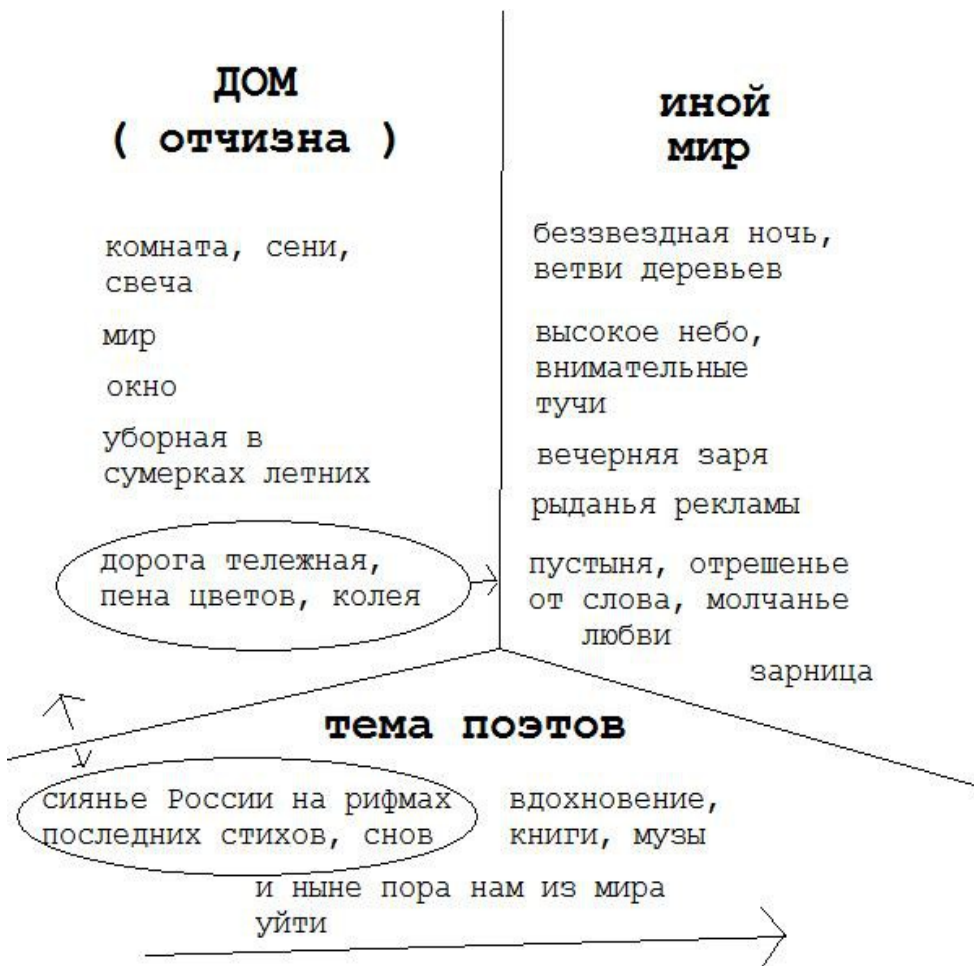 ДОМ
( отчизна )
комната, сени,
свеча
мир
окно
уборная в
сумерках летних
дорога тележная,
пена цветов, колея
иной
мир
беззвездная ночь,
ветви деревьев
высокое небо,
внимательные
тучи
вечерняя заря
рыданья рекламы
пустыня, отрешенье
от слова, молчанье
любви
зарница
тема поэтов
сиянье России на рифмах
последних стихов, снов
вдохновение,
книги, музы
и ныне пора нам из мира
уйти